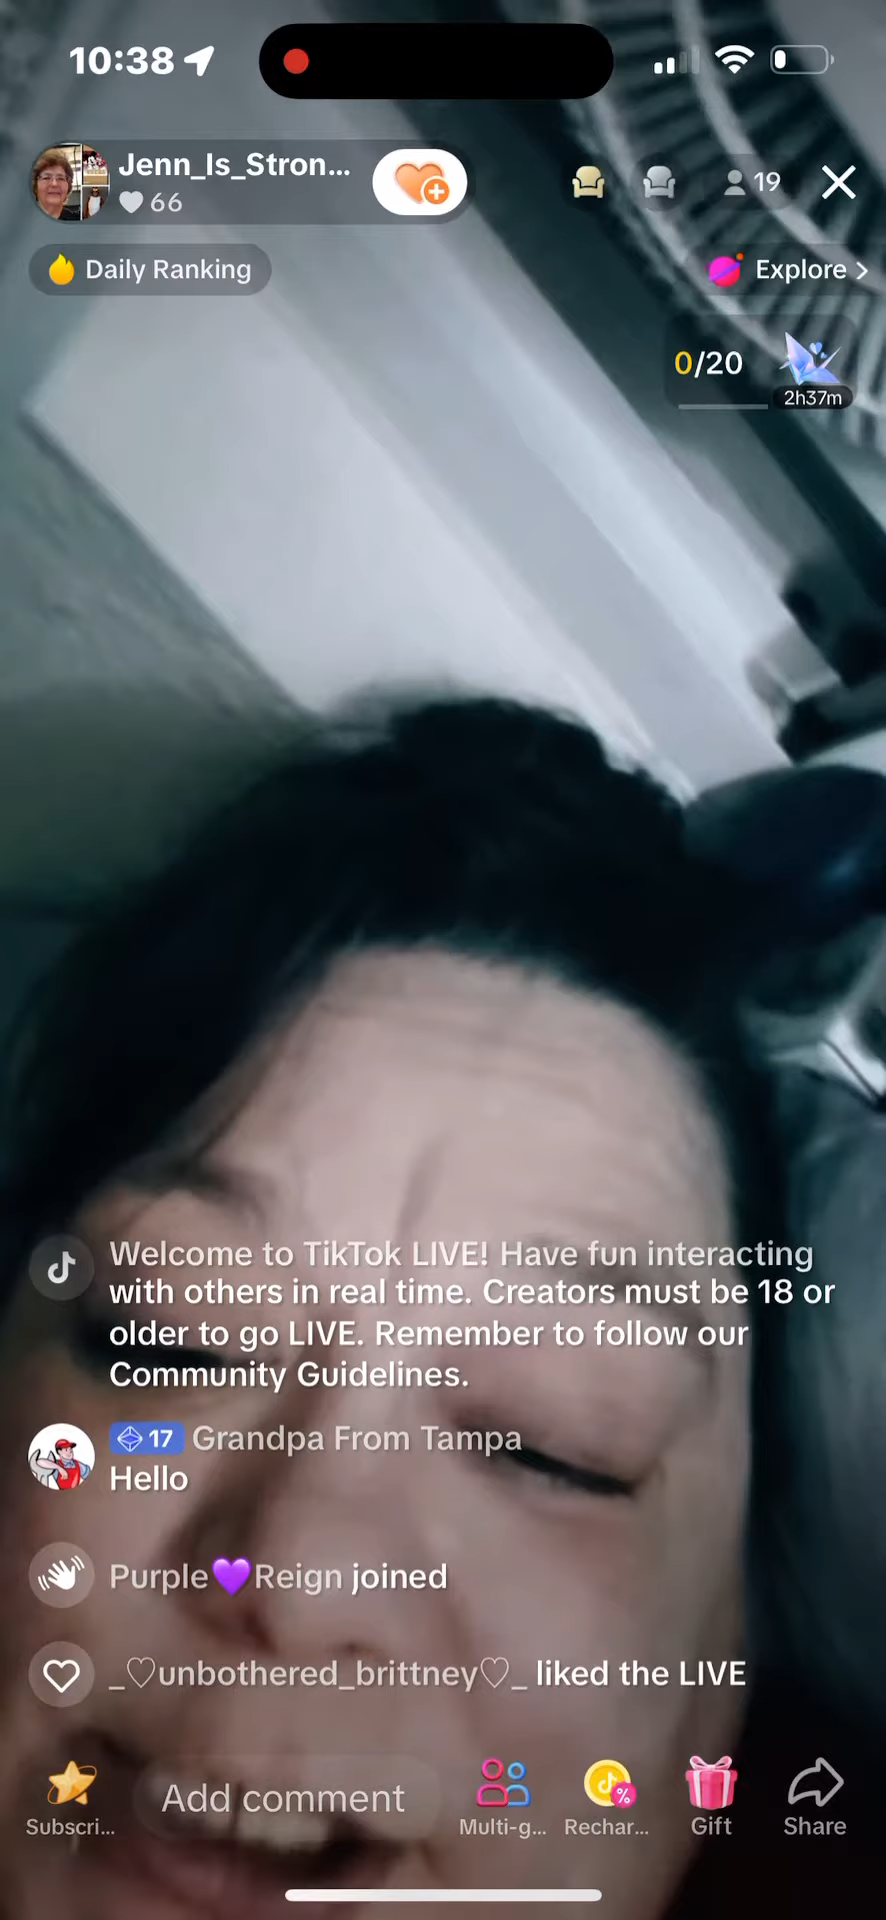 10:38
Jenn_Is_Stron...
66
19
Daily Ranking
Explore >
0/20
2h37m
Welcome to TikTok LIVE! Have fun interacting
with others in real time. Creators must be 18 or
older to go LIVE. Remember to follow our
Community Guidelines.
17 Grandpa From Tampa
Hello
Purple💜Reign joined
_♡unbothered_brittney♡_ liked the LIVE
Add comment
Subscri...
Multi-g...
%
Rechar...
Gift
Share